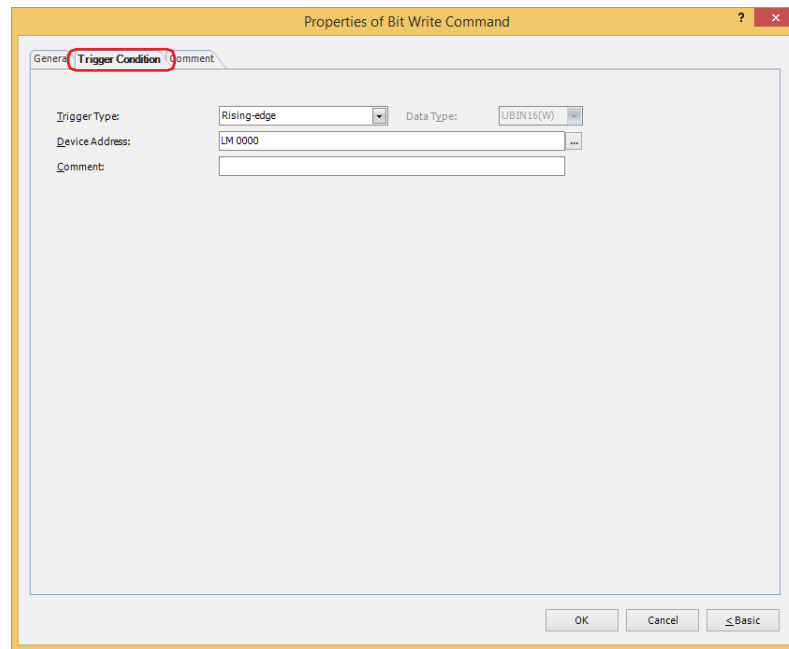 Properties of Bit Write Command
?
×
General Trigger Condition Comment
Trigger Type: Rising-edge Data Type: UBIN16(W)
Device Address: LM 0000 ...
Comment:
OK Cancel < Basic